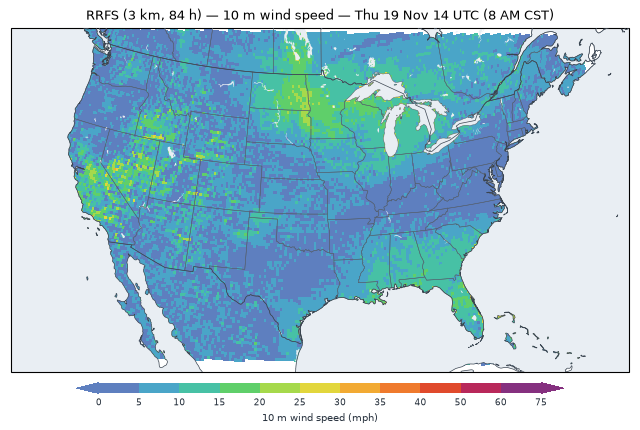 RRFS (3 km, 84 h) — 10 m wind speed — Thu 19 Nov 14 UTC (8 AM CST)
0 5 10 15 20 25 30 35 40 50 60 75
10 m wind speed (mph)